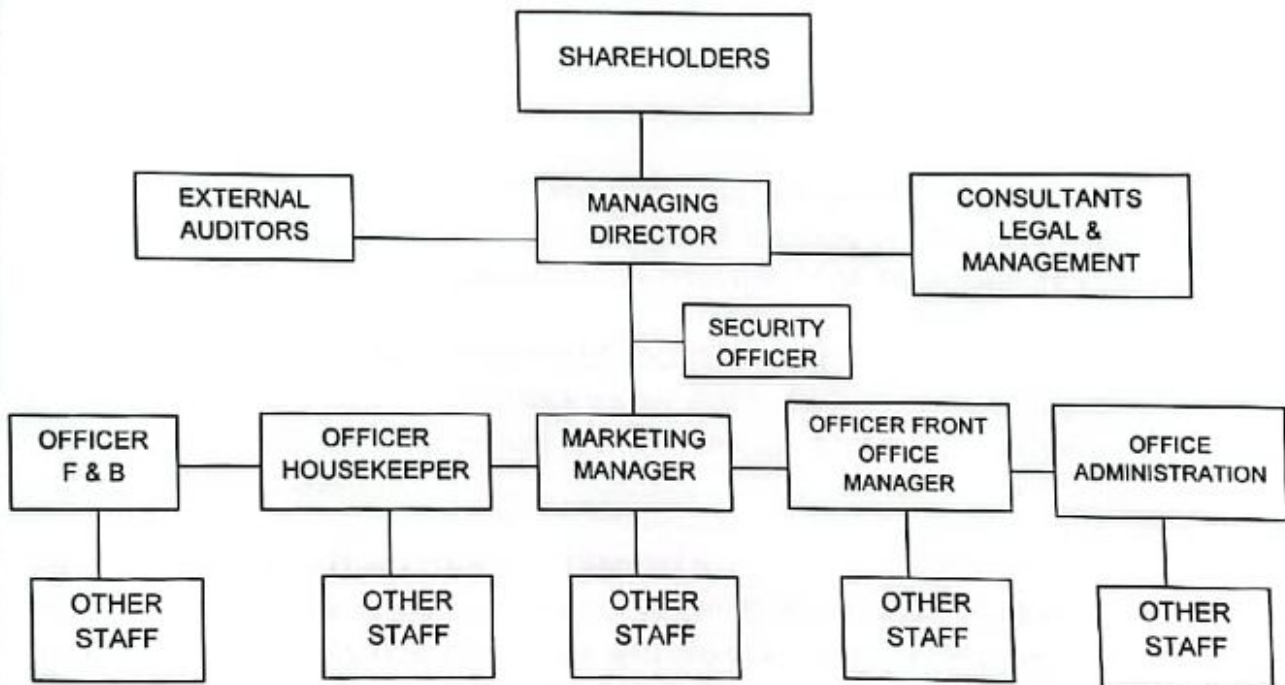 SHAREHOLDERS
EXTERNAL
AUDITORS
MANAGING
DIRECTOR
CONSULTANTS
LEGAL &
MANAGEMENT
SECURITY
OFFICER
OFFICER
F & B
OFFICER
HOUSEKEEPER
MARKETING
MANAGER
OFFICER FRONT
OFFICE
MANAGER
OFFICE
ADMINISTRATION
OTHER
STAFF
OTHER
STAFF
OTHER
STAFF
OTHER
STAFF
OTHER
STAFF